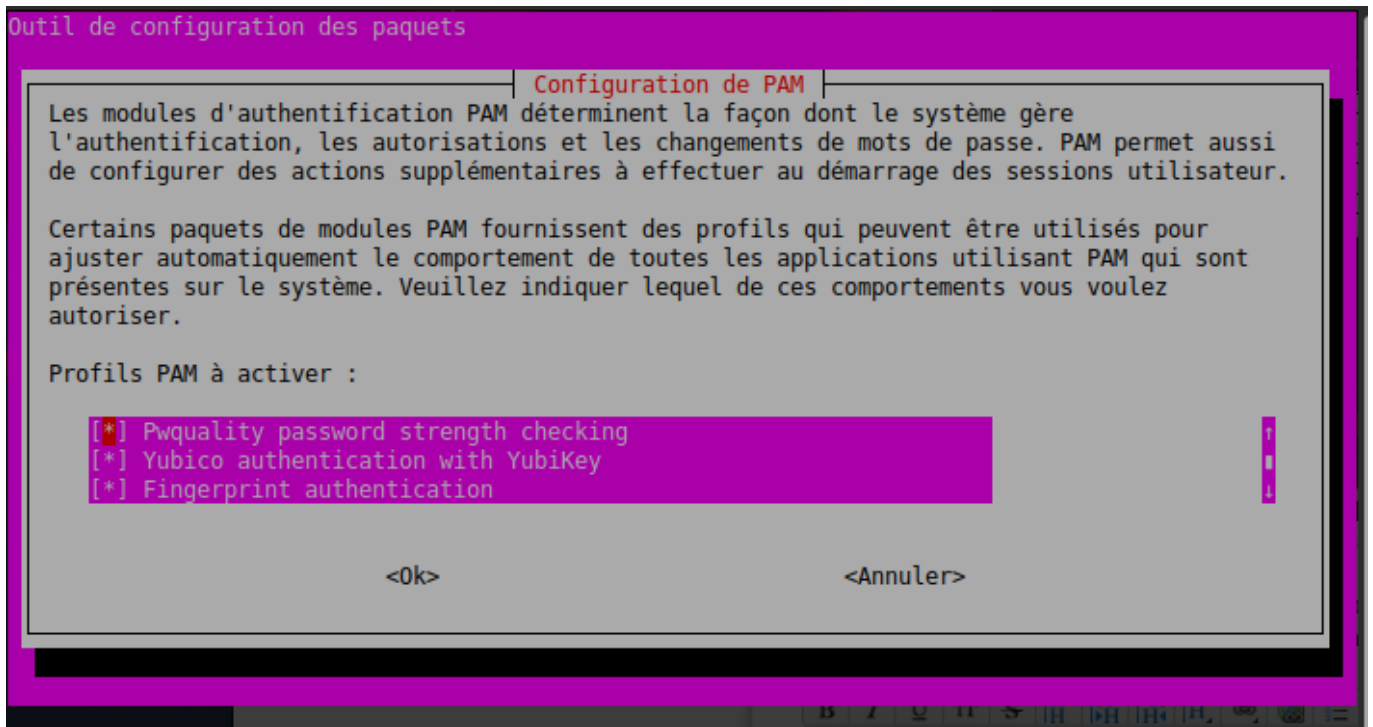 Outil de configuration des paquets
Configuration de PAM
Les modules d'authentification PAM déterminent la façon dont le système gère
l'authentification, les autorisations et les changements de mots de passe. PAM permet aussi
de configurer des actions supplémentaires à effectuer au démarrage des sessions utilisateur.
Certains paquets de modules PAM fournissent des profils qui peuvent être utilisés pour
ajuster automatiquement le comportement de toutes les applications utilisant PAM qui sont
présentes sur le système. Veuillez indiquer lequel de ces comportements vous voulez
autoriser.
Profils PAM à activer :
[*] Pwquality password strength checking
[*] Yubico authentication with YubiKey
[*] Fingerprint authentication
<Ok> <Annuler>